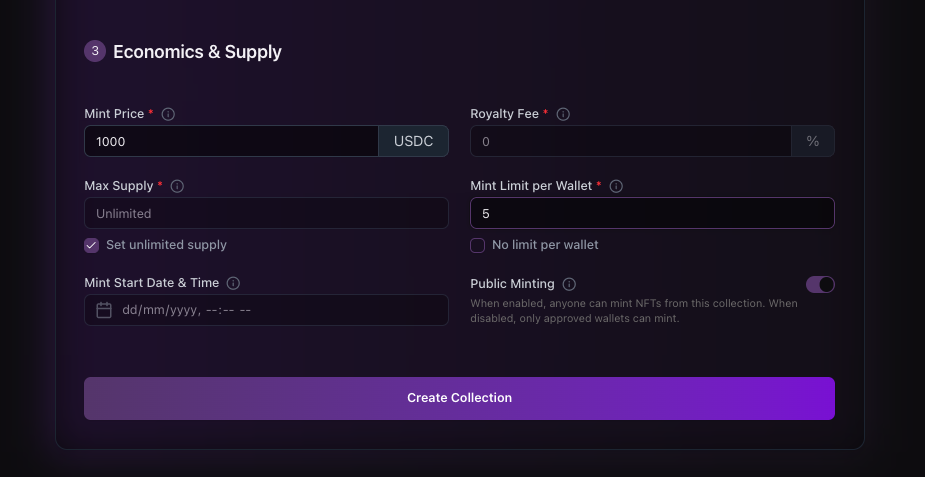 3 Economics & Supply
Mint Price *
Royalty Fee *
1000 USDC
0 %
Max Supply *
Mint Limit per Wallet *
Unlimited
5
Set unlimited supply
No limit per wallet
Mint Start Date & Time
Public Minting
dd/mm/yyyy, --:-- --
When enabled, anyone can mint NFTs from this collection. When
disabled, only approved wallets can mint.
Create Collection